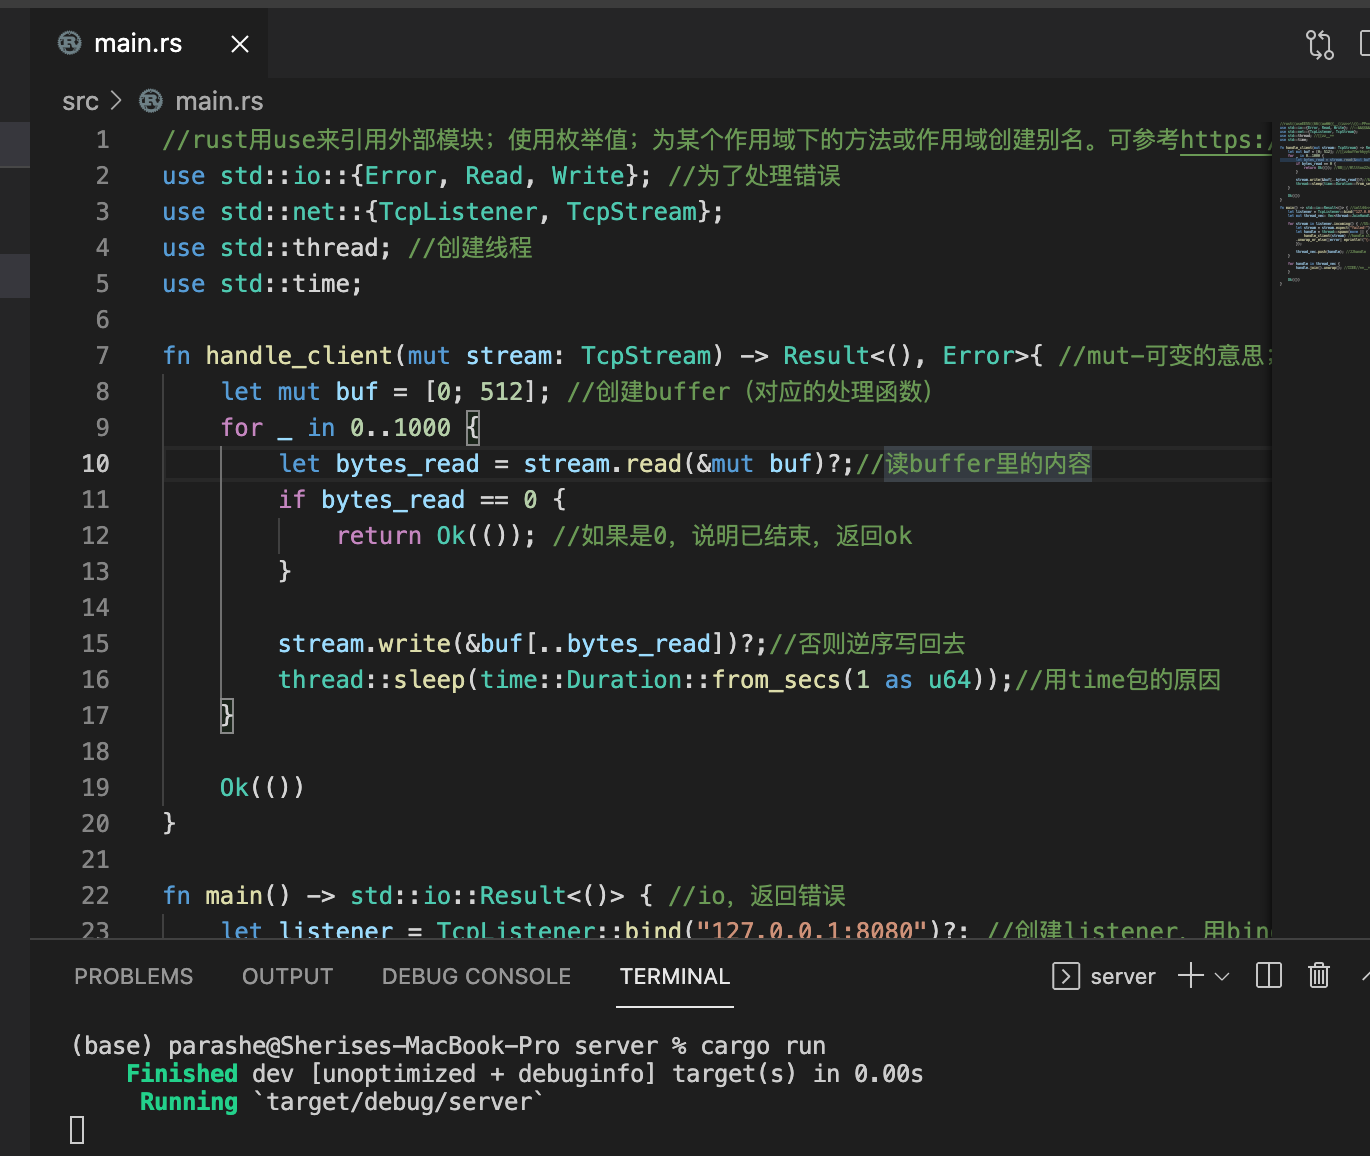 main.rs
src > main.rs
1 //rust用use来引用外部模块；使用枚举值；为某个作用域下的方法或作用域创建别名。可参考https:/
2 use std::io::{Error, Read, Write}; //为了处理错误
3 use std::net::{TcpListener, TcpStream};
4 use std::thread; //创建线程
5 use std::time;
6
7 fn handle_client(mut stream: TcpStream) -> Result<(), Error>{ //mut-可变的意思；
8 let mut buf = [0; 512]; //创建buffer（对应的处理函数）
9 for _ in 0..1000 {
10 let bytes_read = stream.read(&mut buf)?;//读buffer里的内容
11 if bytes_read == 0 {
12 return Ok(()); //如果是0，说明已结束，返回ok
13 }
14
15 stream.write(&buf[..bytes_read])?;//否则逆序写回去
16 thread::sleep(time::Duration::from_secs(1 as u64));//用time包的原因
17 }
18
19 Ok(())
20 }
21
22 fn main() -> std::io::Result<()> { //io，返回错误
23 let listener = TcpListener::bind("127.0.0.1:8080")?; //创建listener，用bin
PROBLEMS OUTPUT DEBUG CONSOLE TERMINAL server
(base) parashe@Sherises-MacBook-Pro server % cargo run
Finished dev [unoptimized + debuginfo] target(s) in 0.00s
Running `target/debug/server`